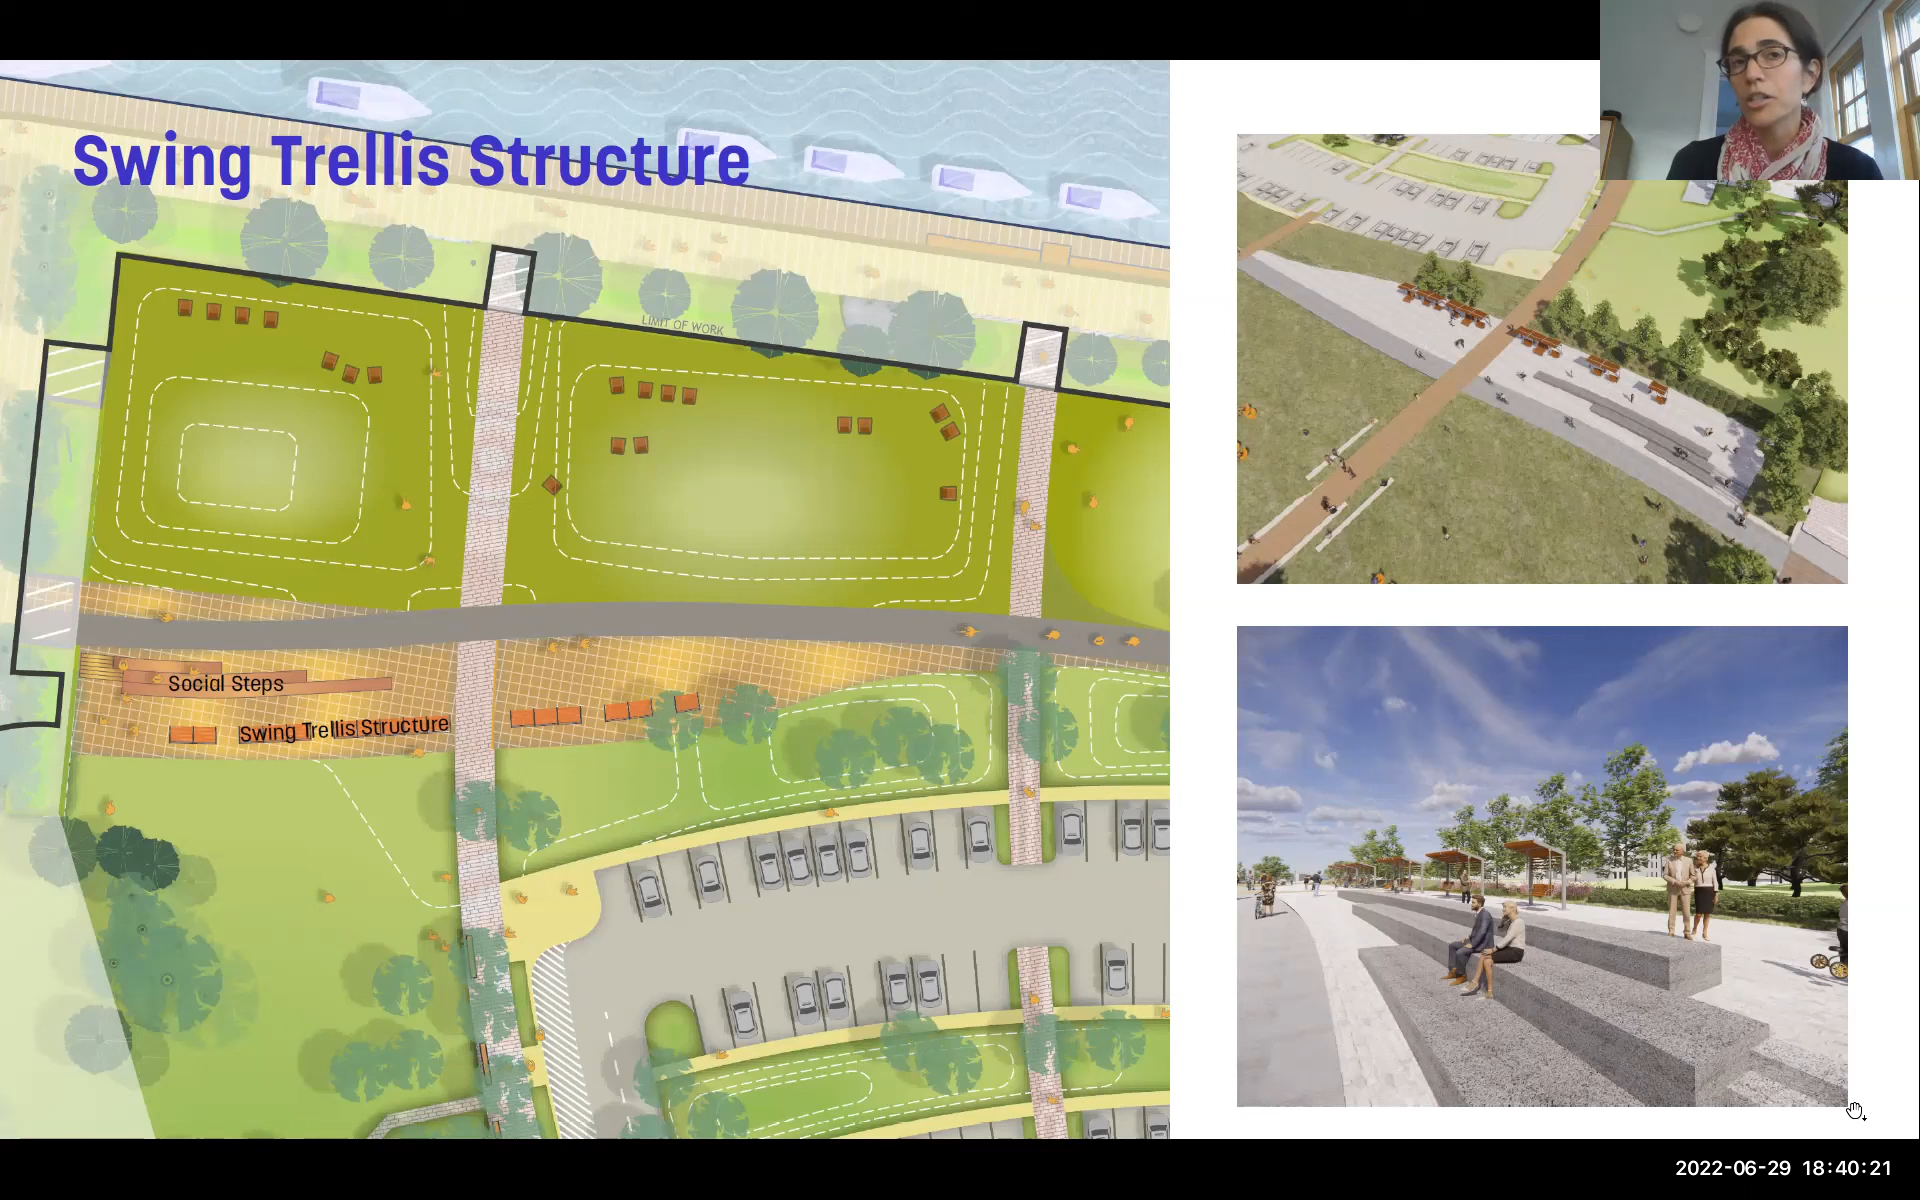 Swing Trellis Structure
LIMIT OF WORK
Social Steps
Swing Trellis Structure
2022-06-29 18:40:21